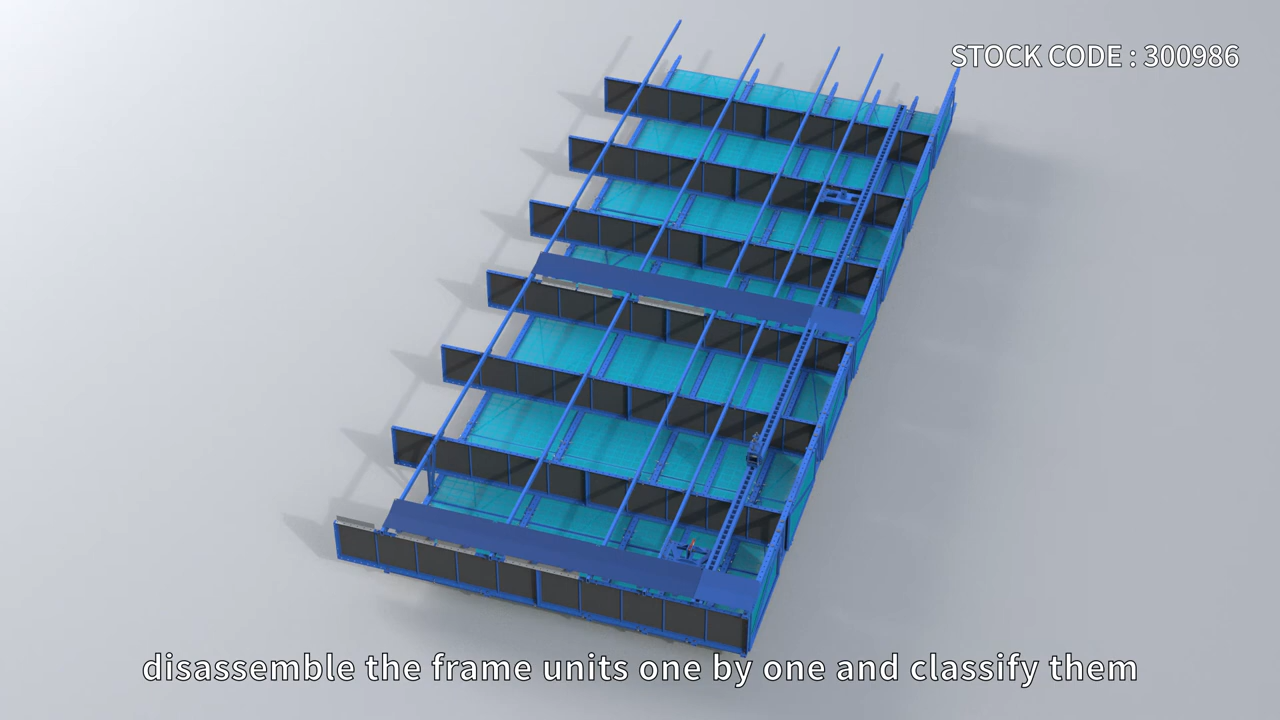 STOCK CODE : 300986
disassemble the frame units one by one and classify them